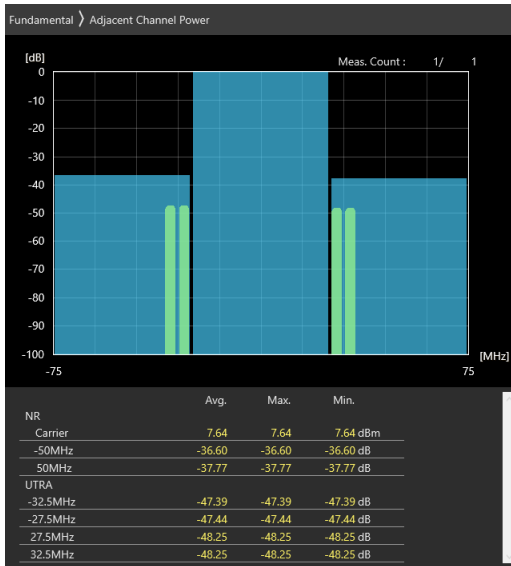 Fundamental 〉 Adjacent Channel Power
[dB]
Meas. Count : 1/ 1
0
-10
-20
-30
-40
-50
-60
-70
-80
-90
-100
[MHz]
-75 75
Avg. Max. Min.
NR
Carrier 7.64 7.64 7.64 dBm
-50MHz -36.60 -36.60 -36.60 dB
50MHz -37.77 -37.77 -37.77 dB
UTRA
-32.5MHz -47.39 -47.39 -47.39 dB
-27.5MHz -47.44 -47.44 -47.44 dB
27.5MHz -48.25 -48.25 -48.25 dB
32.5MHz -48.25 -48.25 -48.25 dB